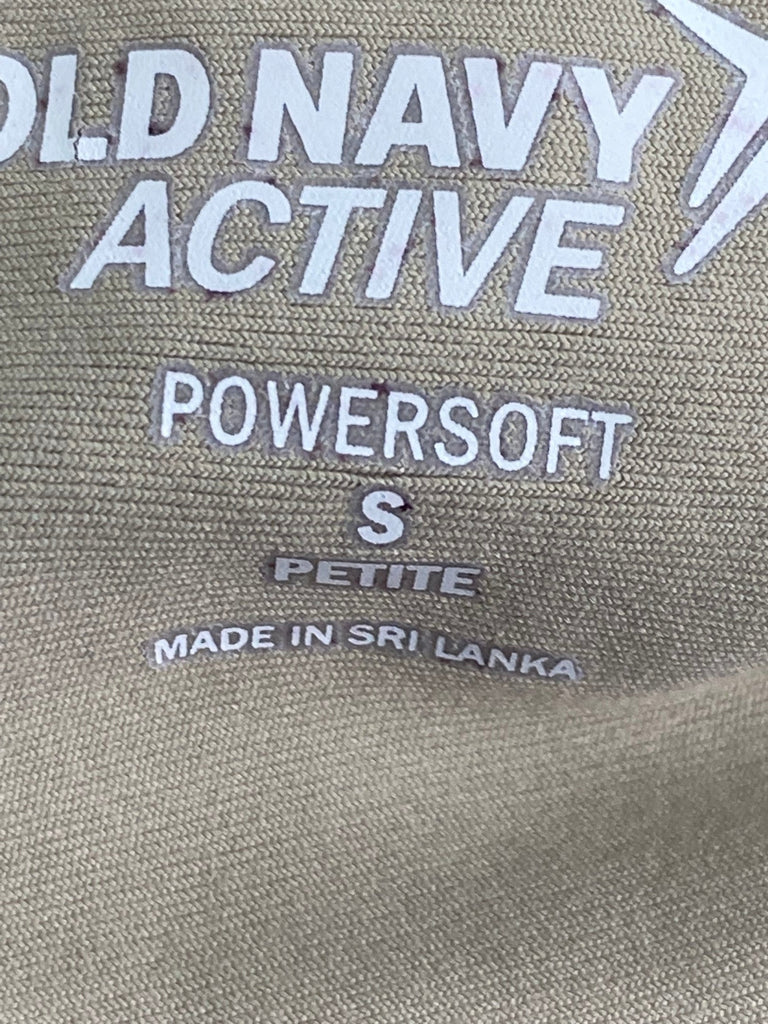 OLD NAVY
ACTIVE
POWERSOFT
S
PETITE
MADE IN SRI LANKA